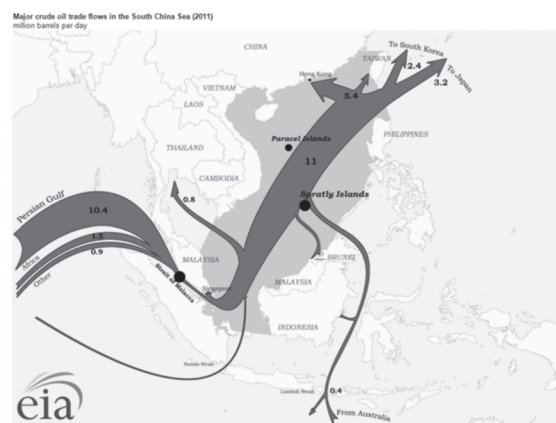 Major crude oil trade flows in the South China Sea (2011)
million barrels per day
CHINA
To South Korea
TAIWAN
2.4
To Japan
Hong Kong
3.2
VIETNAM
5.4
LAOS
Paracel Islands
PHILIPPINES
THAILAND
11
CAMBODIA
Spratly Islands
0.8
Persian Gulf
10.4
Africa
1.5
0.9
Other
MALAYSIA
BRUNEI
Strait of Malacca
Singapore
MALAYSIA
INDONESIA
Sunda Strait
Lombok Strait
0.4
From Australia
eia